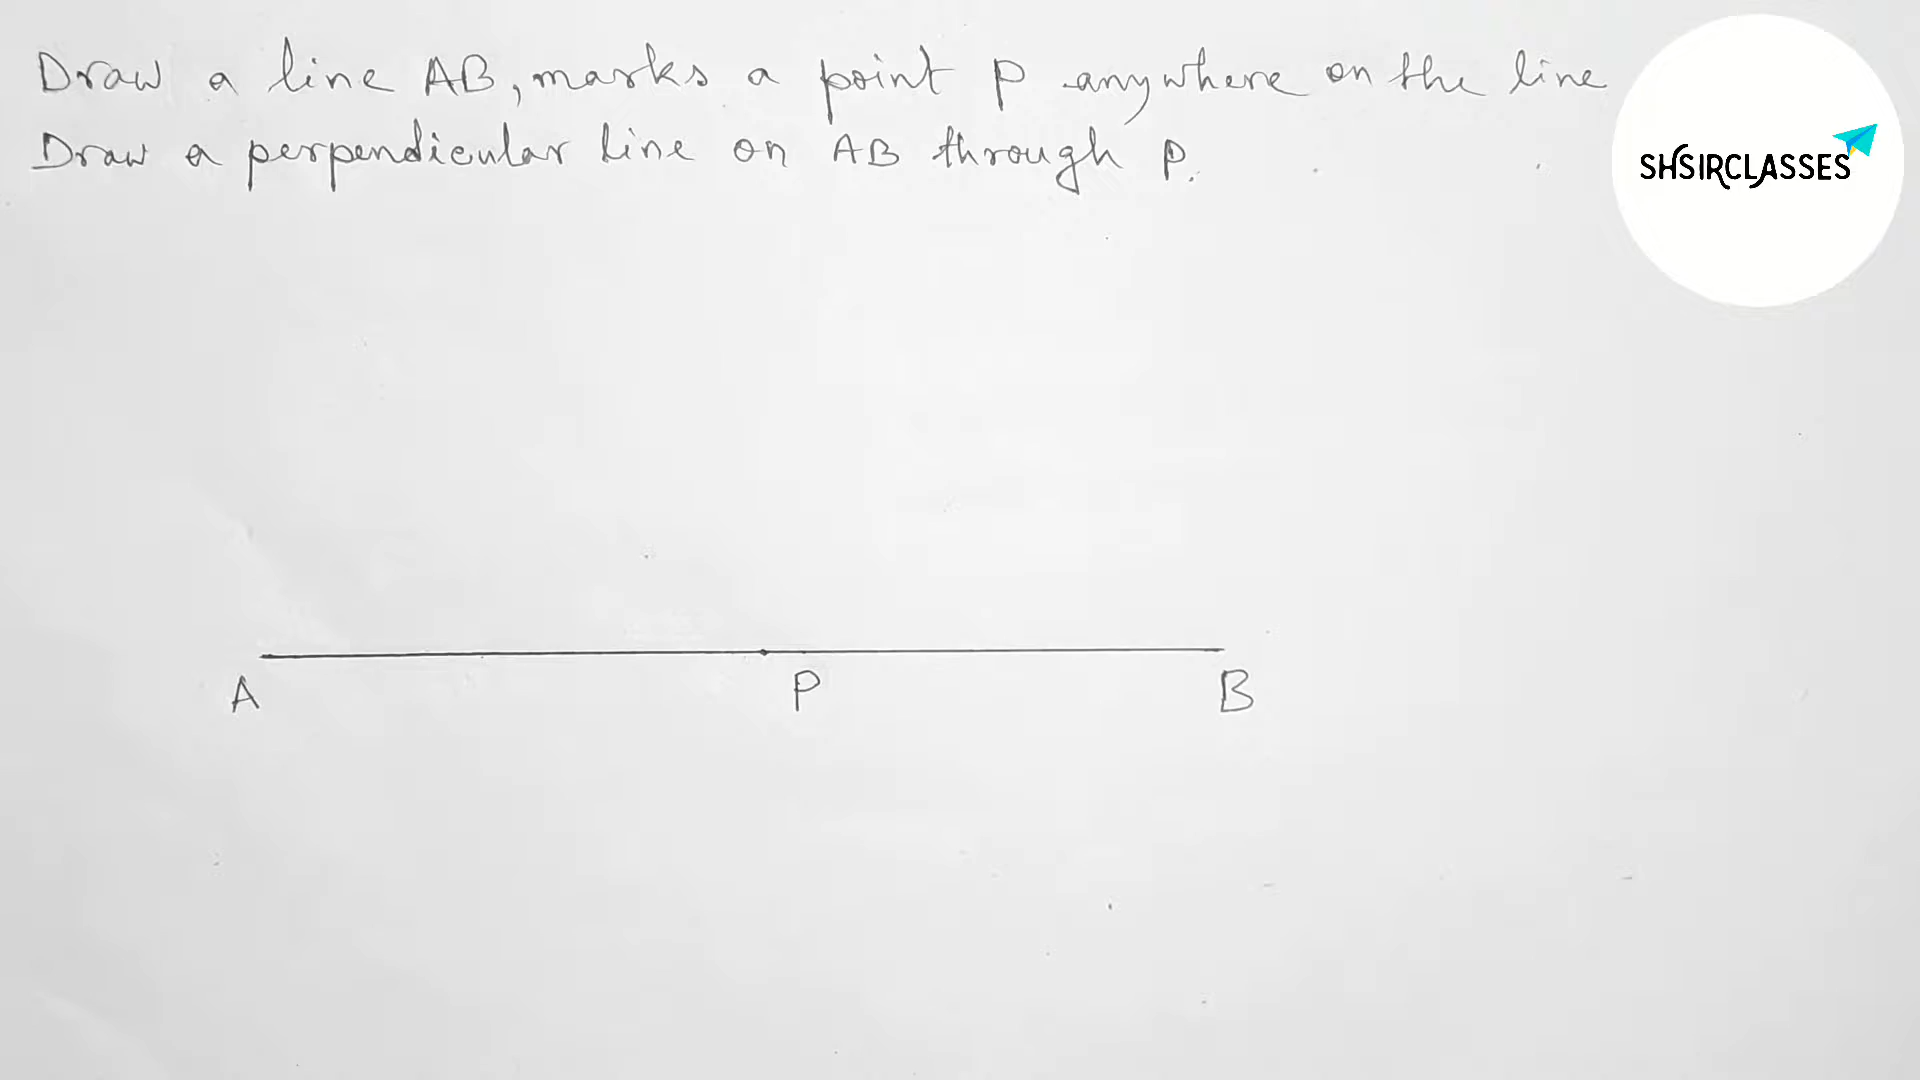 Draw a line AB, marks a point P anywhere on the line
Draw a perpendicular line on AB through P.
SHSIRCLASSES
A P B